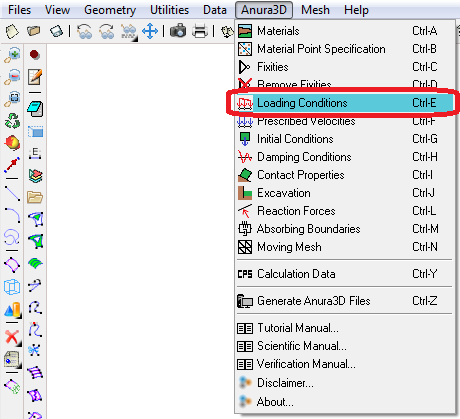 Files View Geometry Utilities Data Anura3D Mesh Help
Materials Ctrl-A
Material Point Specification Ctrl-B
Fixities Ctrl-C
Remove Fixities Ctrl-D
Loading Conditions Ctrl-E
Prescribed Velocities Ctrl-F
Initial Conditions Ctrl-G
Damping Conditions Ctrl-H
Contact Properties Ctrl-I
Excavation Ctrl-J
Reaction Forces Ctrl-L
Absorbing Boundaries Ctrl-M
Moving Mesh Ctrl-N
CPS Calculation Data Ctrl-Y
Generate Anura3D Files Ctrl-Z
Tutorial Manual...
Scientific Manual...
Verification Manual...
Disclaimer...
About...